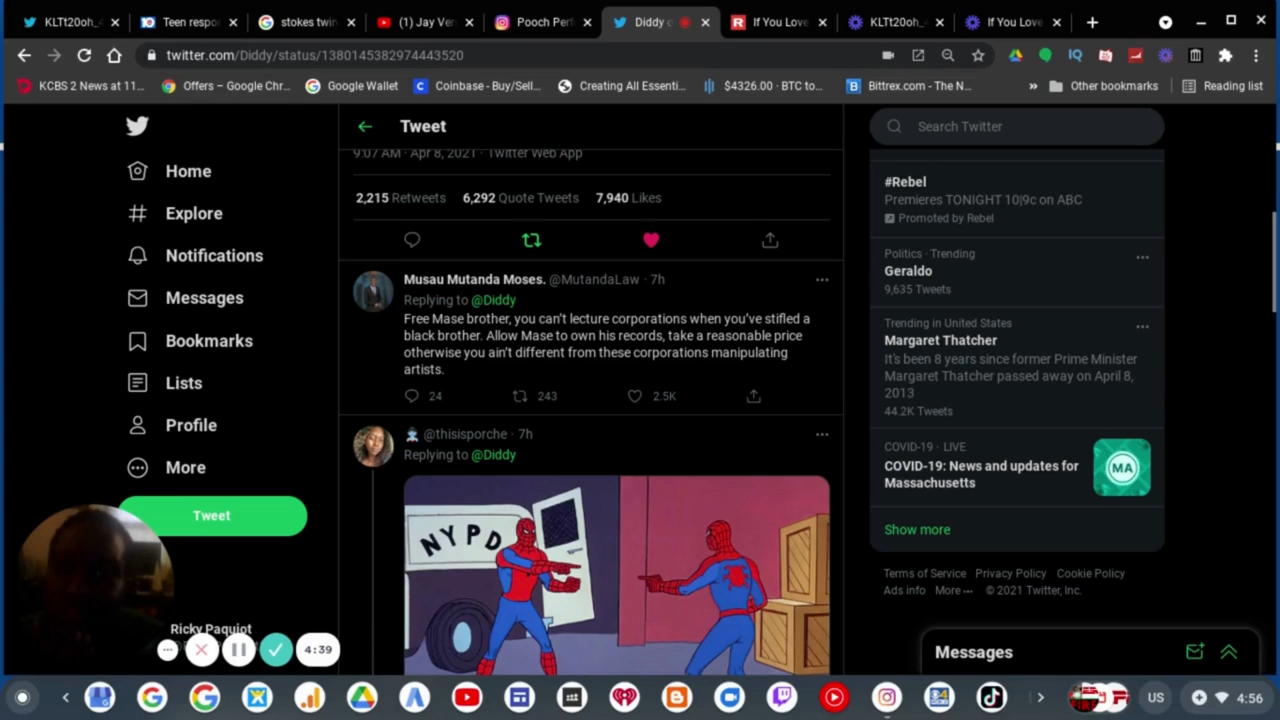 KLTt20oh_
Teen respo
stokes twin
(1) Jay Ver
Pooch Perf
Diddy
If You Love
KLTt20oh_
If You Love
twitter.com/Diddy/status/1380145382974443520
KCBS 2 News at 11...
Offers – Google Chr...
Google Wallet
Coinbase - Buy/Sell...
Creating All Essenti...
$4326.00 · BTC to...
Bittrex.com - The N...
Other bookmarks
Reading list
Home
Explore
Notifications
Messages
Bookmarks
Lists
Profile
More
Tweet
Ricky Paquiot
4:39
Tweet
9:07 AM · Apr 8, 2021 · Twitter Web App
2,215 Retweets 6,292 Quote Tweets 7,940 Likes
Musau Mutanda Moses. @MutandaLaw · 7h
Replying to @Diddy
Free Mase brother, you can't lecture corporations when you've stifled a
black brother. Allow Mase to own his records, take a reasonable price
otherwise you ain't different from these corporations manipulating
artists.
24 243 2.5K
@thisisporche · 7h
Replying to @Diddy
NYPD
Search Twitter
#Rebel
Premieres TONIGHT 10|9c on ABC
Promoted by Rebel
Politics · Trending
Geraldo
9,635 Tweets
Trending in United States
Margaret Thatcher
It's been 8 years since former Prime Minister
Margaret Thatcher passed away on April 8,
2013
44.2K Tweets
COVID-19 · LIVE
COVID-19: News and updates for
Massachusetts
MA
Show more
Terms of Service Privacy Policy Cookie Policy
Ads info More ··· © 2021 Twitter, Inc.
Messages
US
4:56